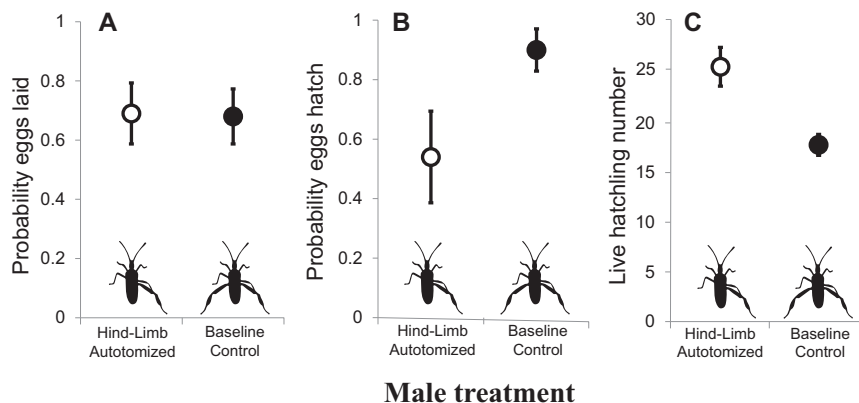 A
Probability eggs laid
1
0.8
0.6
0.4
0.2
0
Hind-Limb
Autotomized
Baseline
Control
B
Probability eggs hatch
1
0.8
0.6
0.4
0.2
0
Hind-Limb
Autotomized
Baseline
Control
C
Live hatchling number
30
25
20
15
10
5
0
Hind-Limb
Autotomized
Baseline
Control
Male treatment